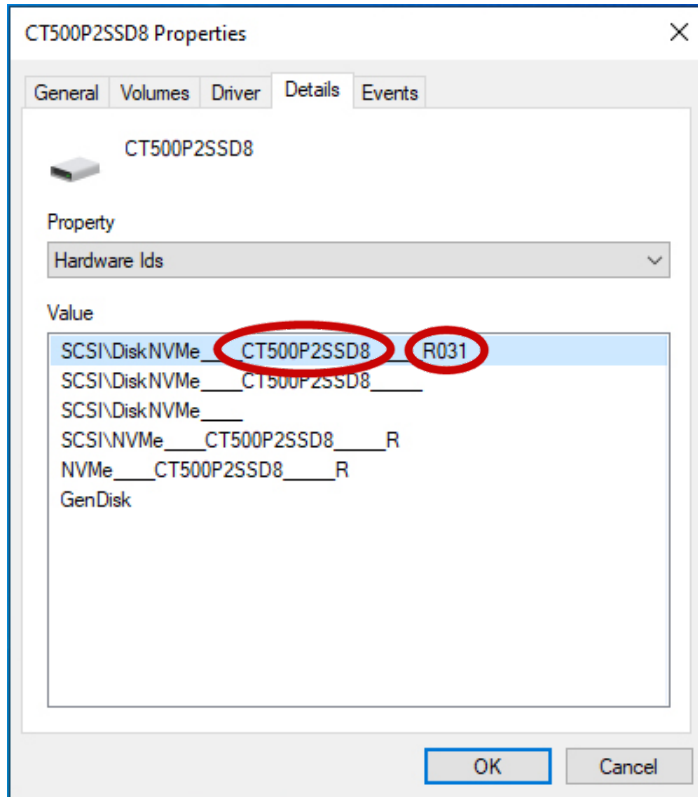 CT500P2SSD8 Properties
General Volumes Driver Details Events
CT500P2SSD8
Property
Hardware Ids
Value
SCSI\DiskNVMe____CT500P2SSD8_____R031
SCSI\DiskNVMe____CT500P2SSD8_____
SCSI\DiskNVMe____
SCSI\NVMe____CT500P2SSD8_____R
NVMe____CT500P2SSD8_____R
GenDisk
OK Cancel